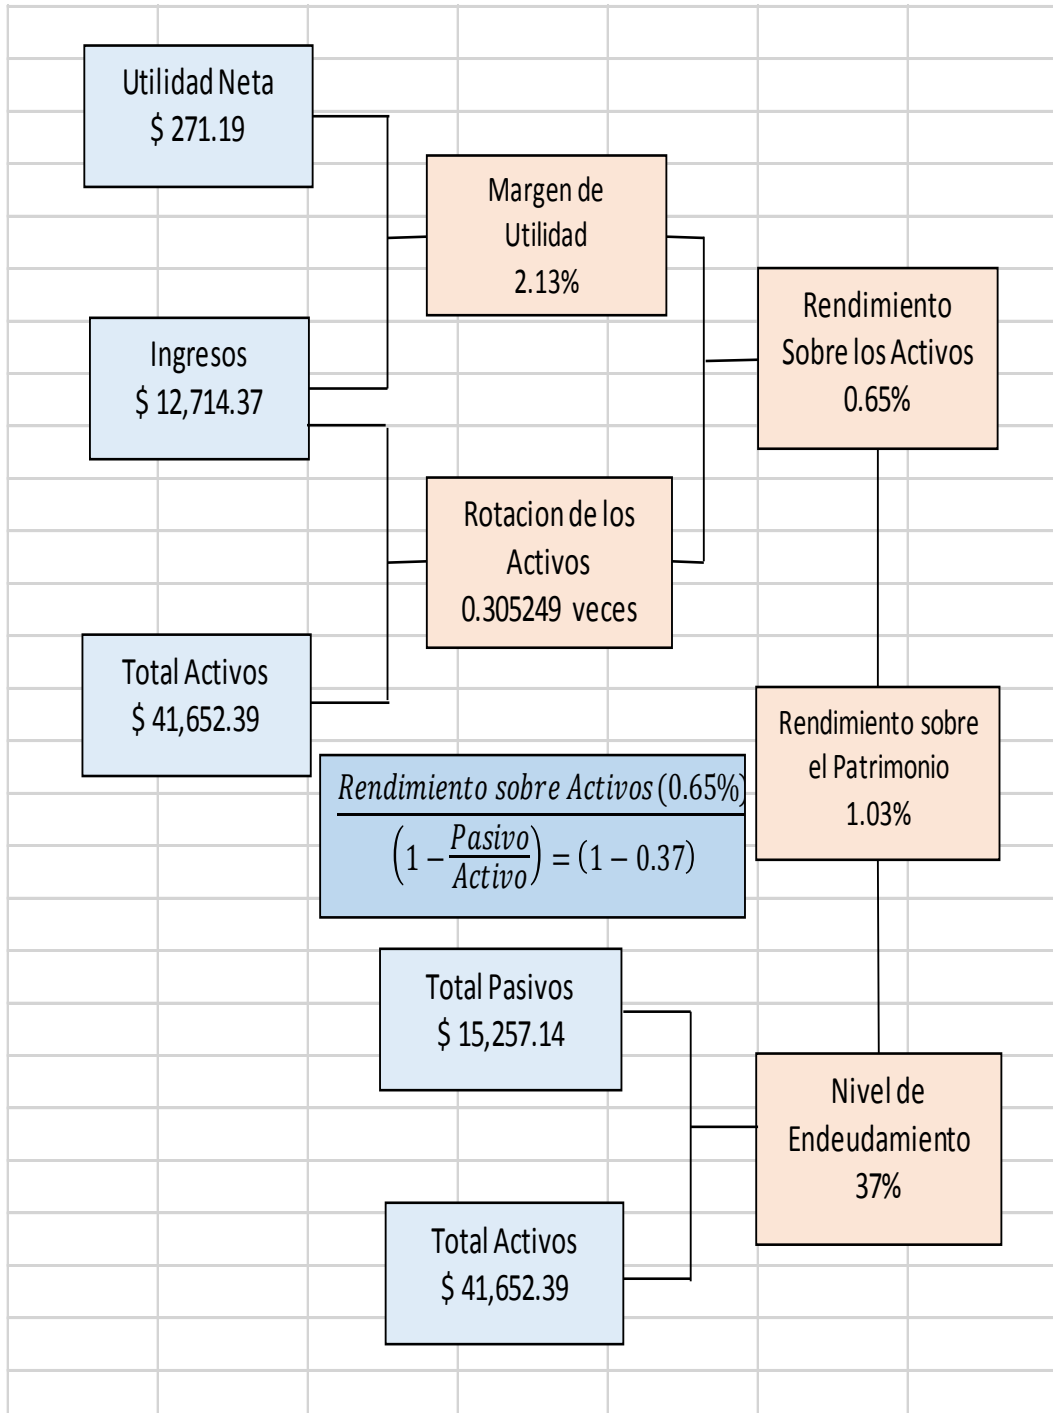 Utilidad Neta
$ 271.19
Margen de
Utilidad
2.13%
Rendimiento
Sobre los Activos
0.65%
Ingresos
$ 12,714.37
Rotacion de los
Activos
0.305249 veces
Total Activos
$ 41,652.39
Rendimiento sobre
el Patrimonio
1.03%
Rendimiento sobre Activos (0.65%)
(1 − Pasivo/Activo) = (1 − 0.37)
Total Pasivos
$ 15,257.14
Nivel de
Endeudamiento
37%
Total Activos
$ 41,652.39